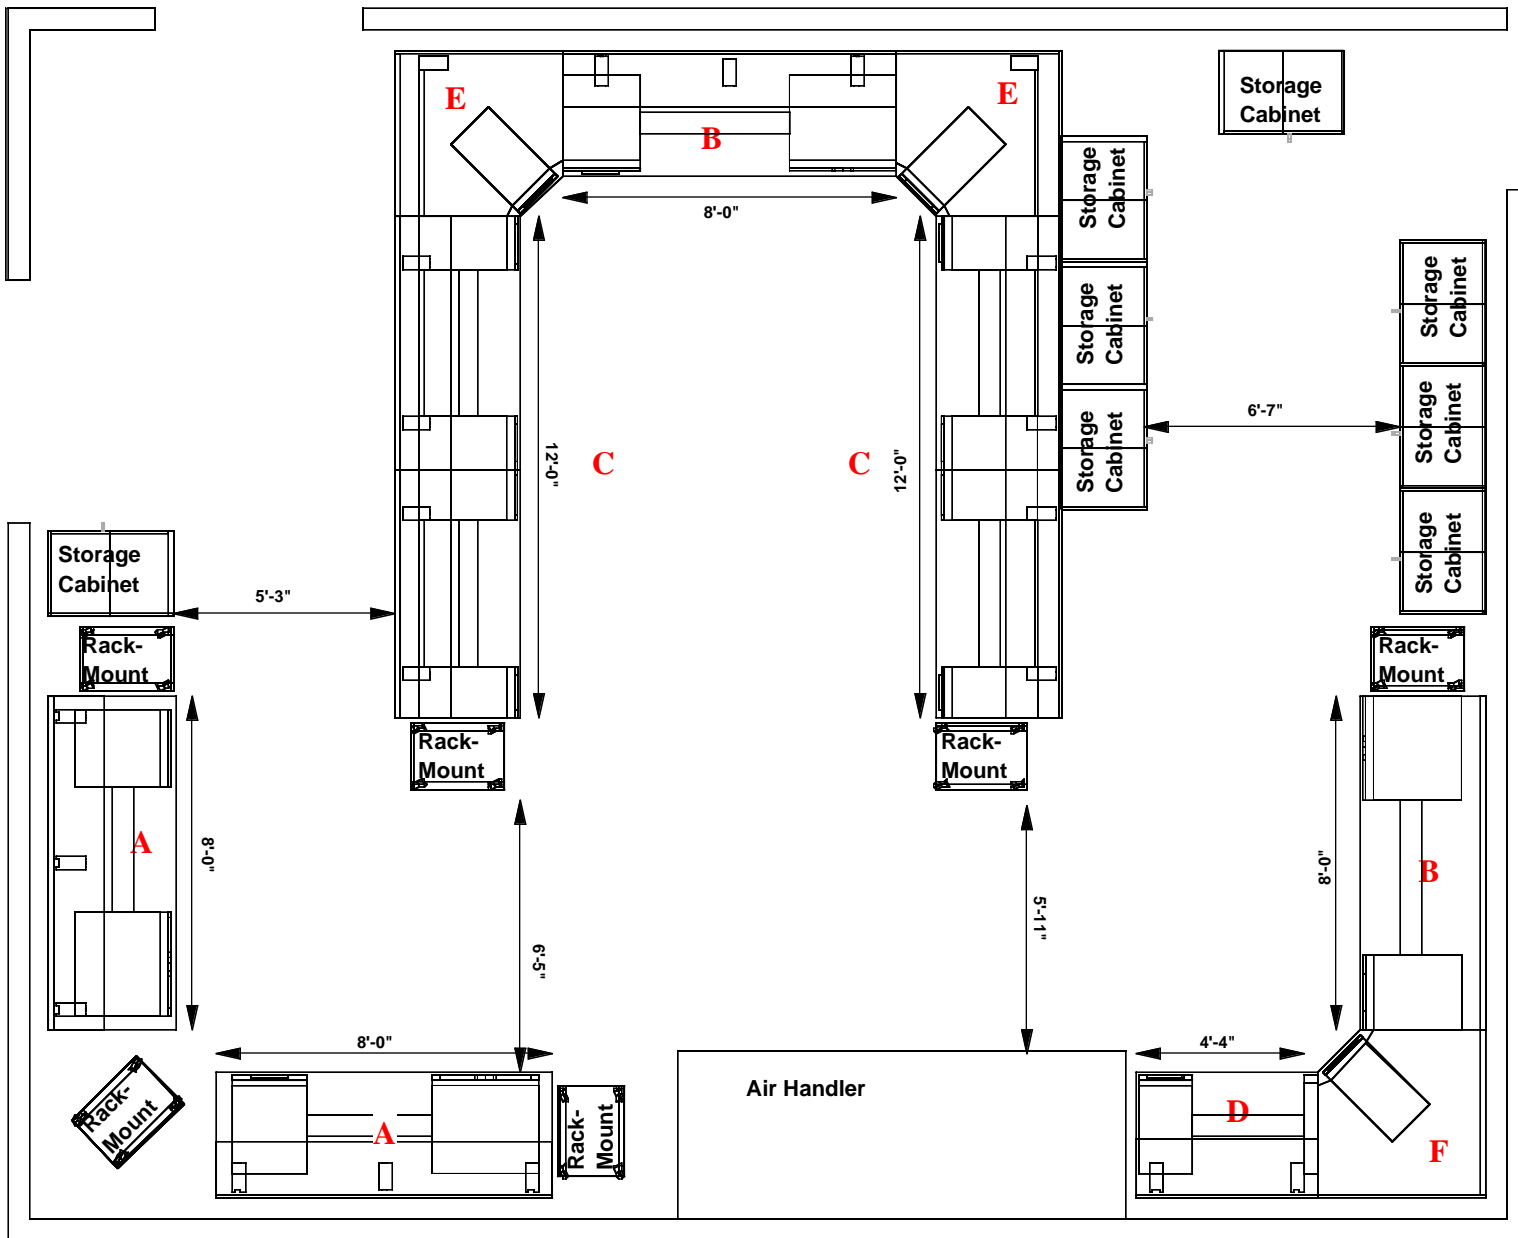 E
E
B
8'-0"
Storage
Cabinet
Storage
Cabinet
Storage
Cabinet
Storage
Cabinet
Storage
Cabinet
Storage
Cabinet
Storage
Cabinet
6'-7"
12'-0"
C
C
12'-0"
Storage
Cabinet
5'-3"
Rack-
Mount
Rack-
Mount
Rack-
Mount
Rack-
Mount
A
8'-0"
8'-0"
B
6'-5"
5'-11"
8'-0"
4'-4"
Rack-
Mount
A
Rack-
Mount
Air Handler
D
F